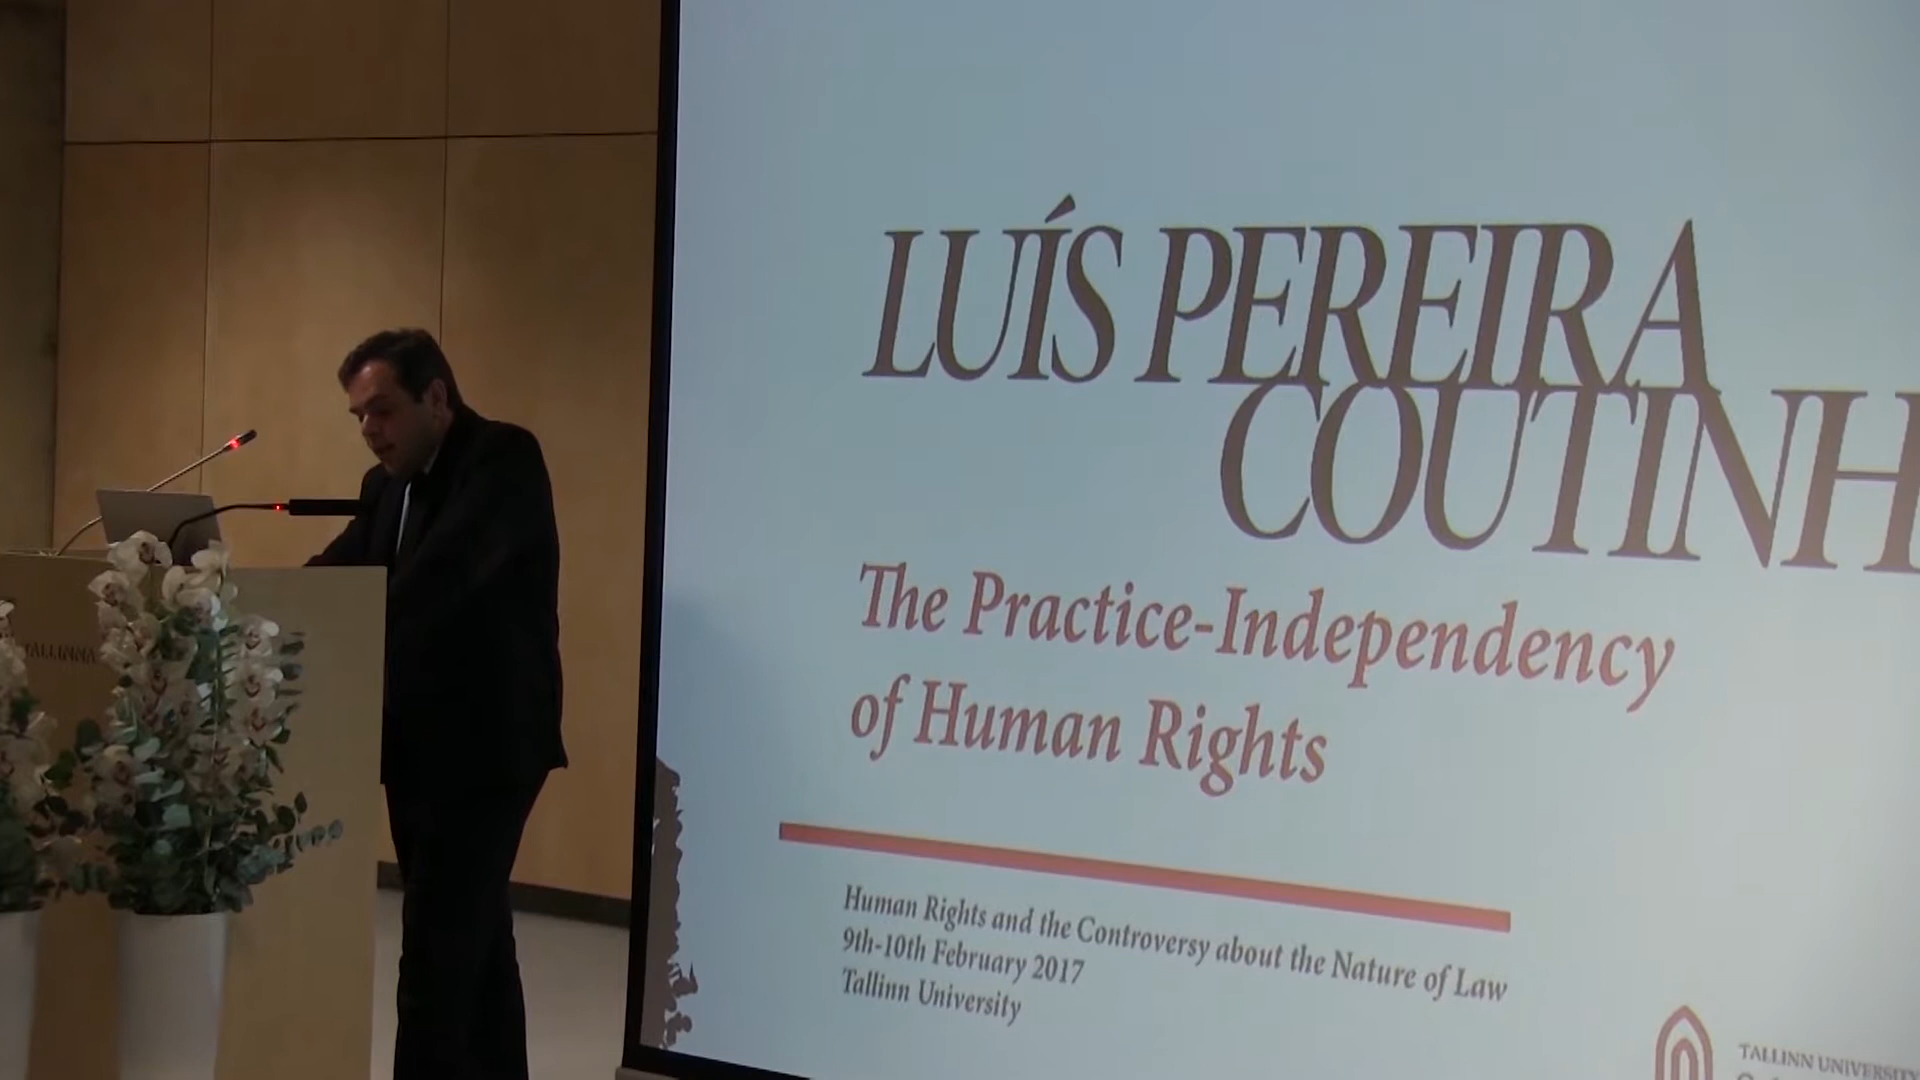 LUÍS PEREIRA
COUTINH
The Practice-Independency
of Human Rights
Human Rights and the Controversy about the Nature of Law
9th-10th February 2017
Tallinn University
TALLINN UNIVERSITY
TALLINNA